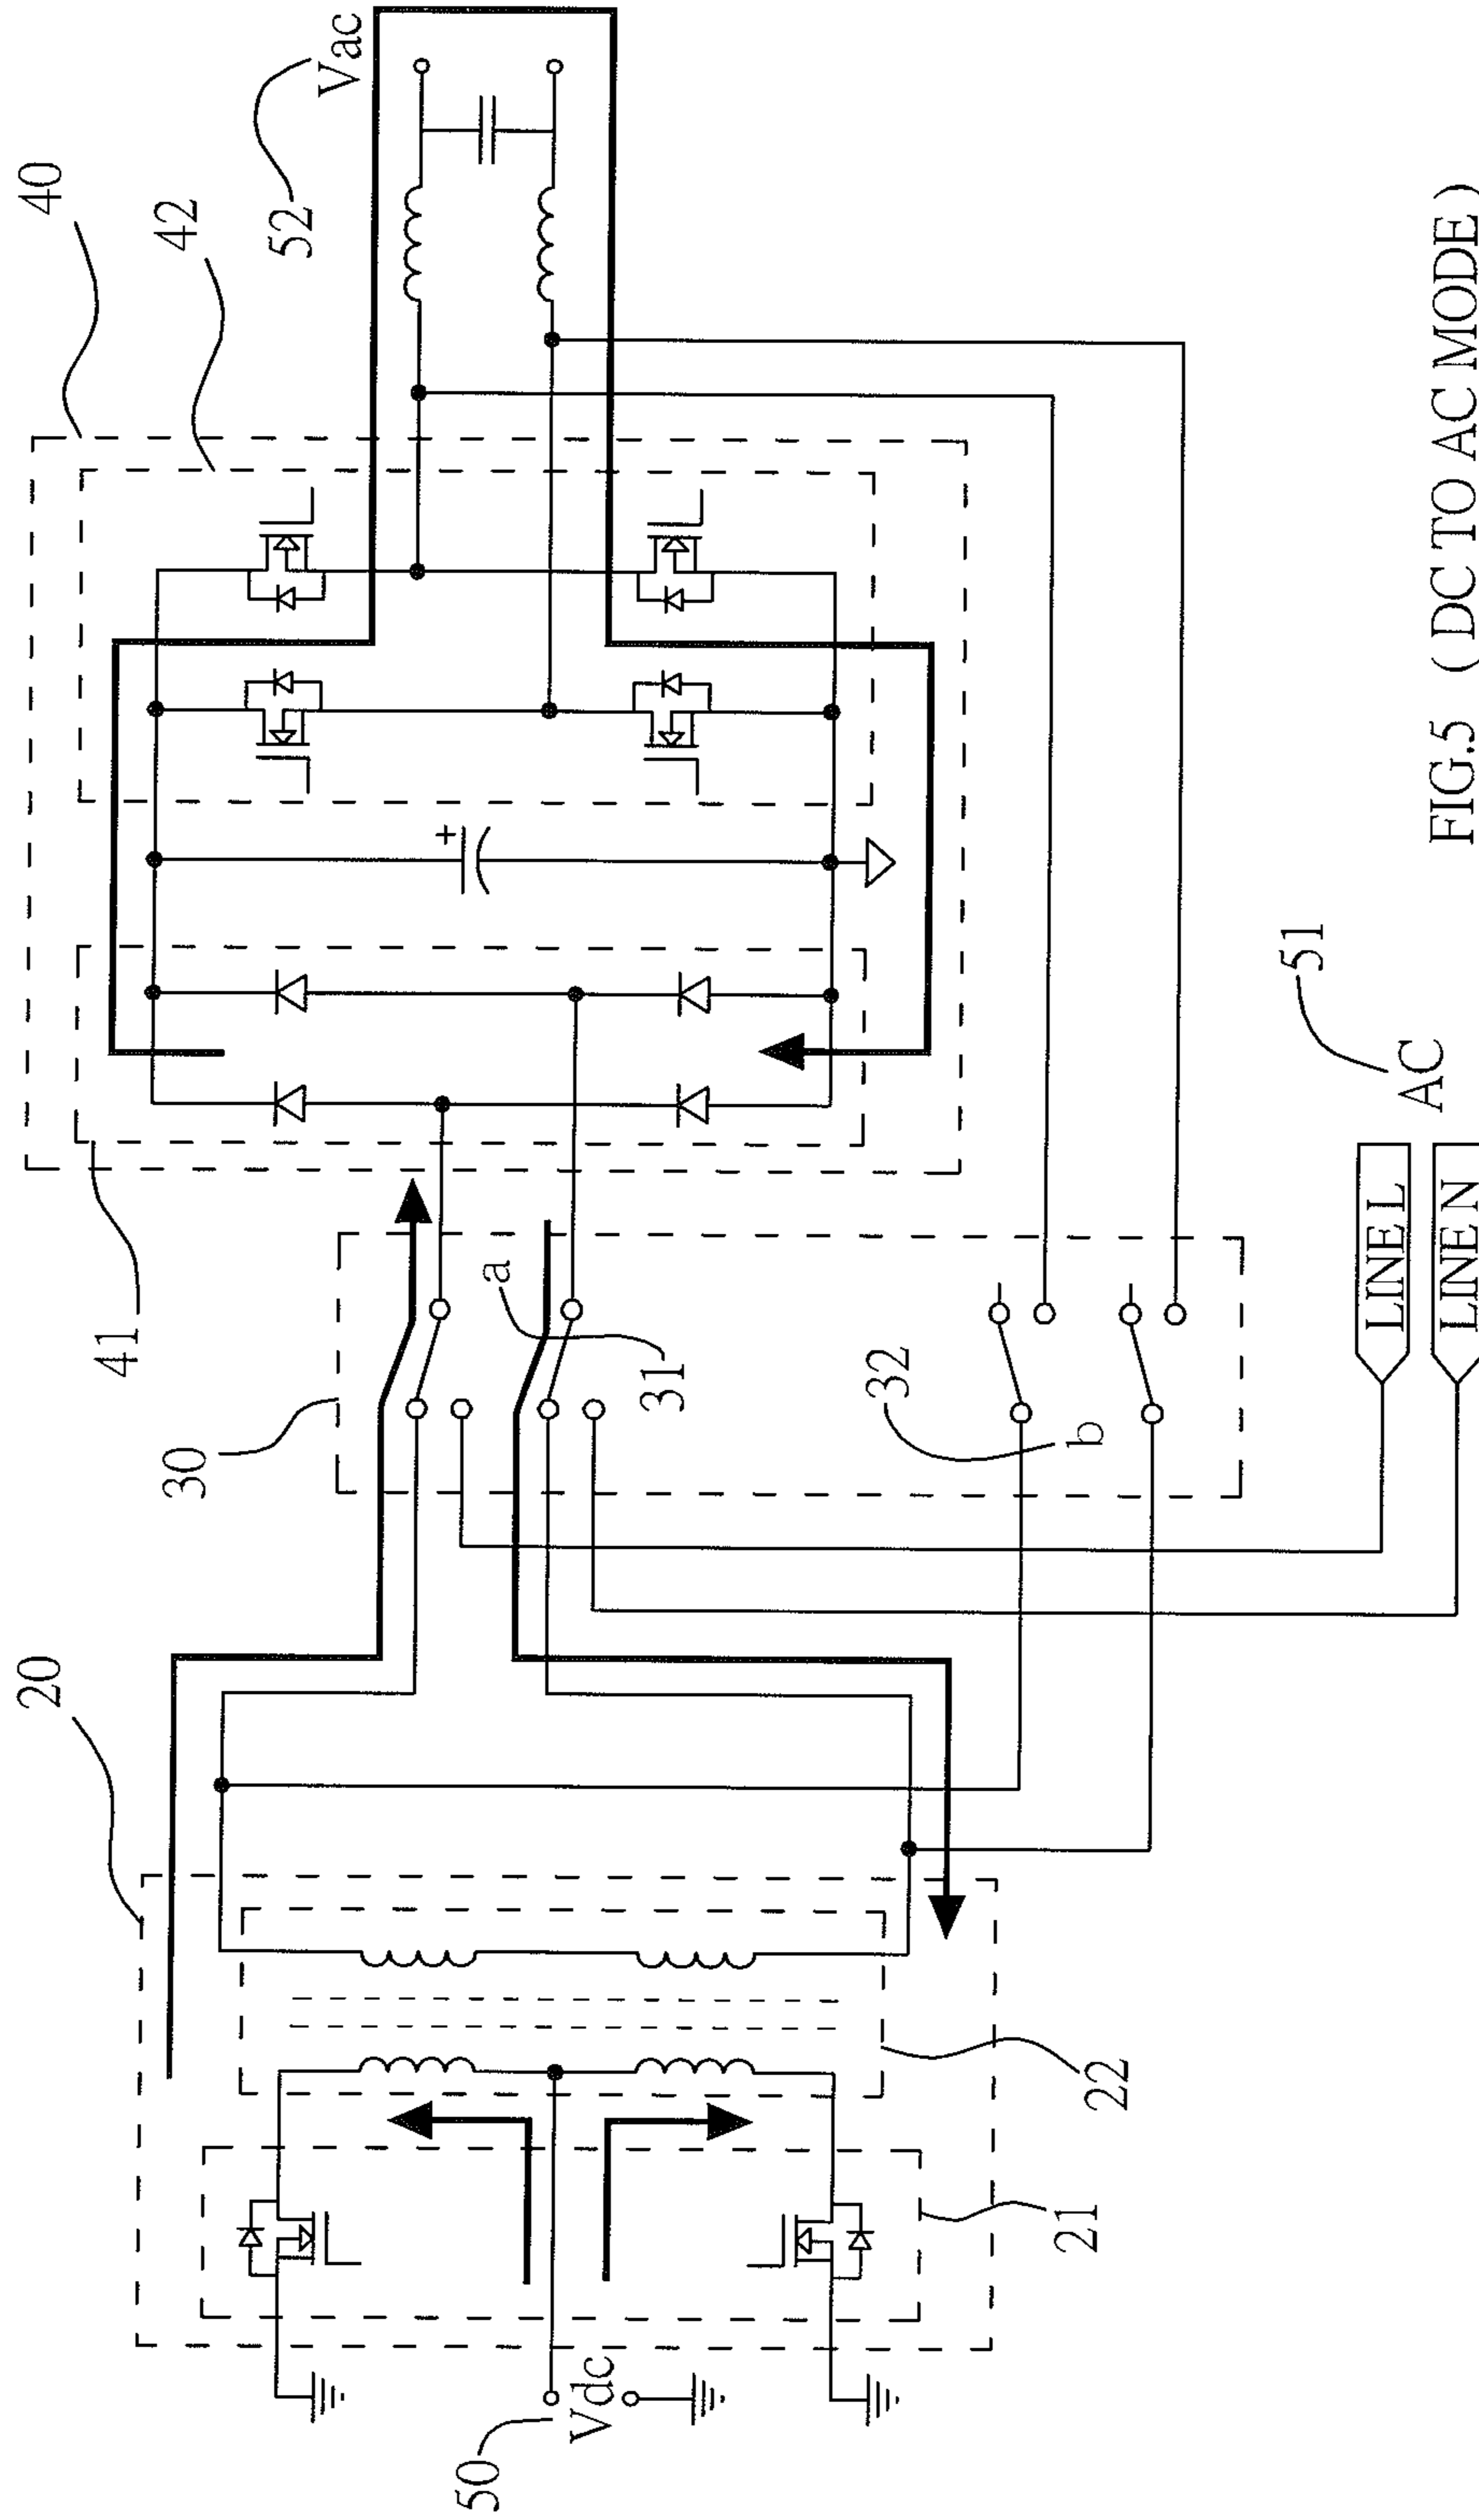 20
30
41
40
42
52
Vac
a
31
32
b
22
21
50
Vdc
51
AC
LINE L
LINE N
+
FIG.5 ( DC TO AC MODE )